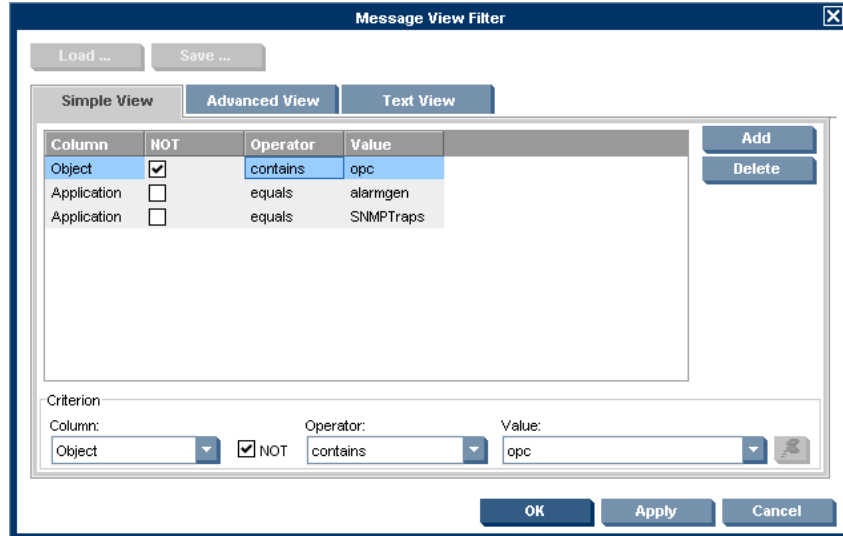 Message View Filter
Load ... Save ...
Simple View Advanced View Text View
Column NOT Operator Value
Object contains opc
Application equals alarmgen
Application equals SNMPTraps
Add
Delete
Criterion
Column: Operator: Value:
Object NOT contains opc
OK Apply Cancel